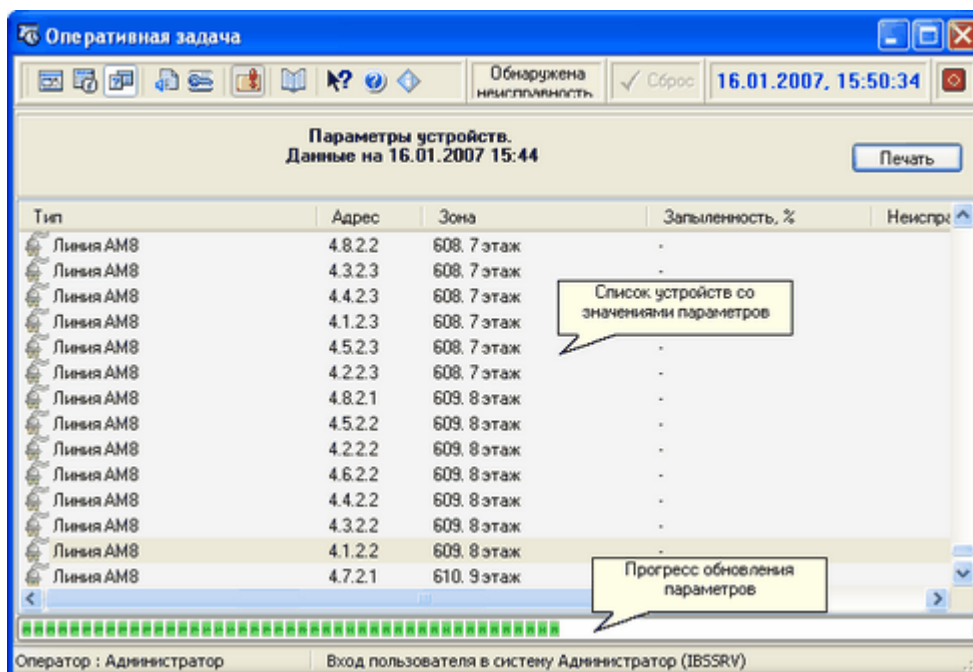 Оперативная задача
Обнаружена
неисправность
Сброс
16.01.2007, 15:50:34
Параметры устройств.
Данные на 16.01.2007 15:44
Печать
Тип Адрес Зона Запыленность, % Неиспра
Линия АМ8 4.8.2.2 608. 7 этаж -
Линия АМ8 4.3.2.3 608. 7 этаж -
Линия АМ8 4.4.2.3 608. 7 этаж
Линия АМ8 4.1.2.3 608. 7 этаж
Линия АМ8 4.5.2.3 608. 7 этаж -
Линия АМ8 4.2.2.3 608. 7 этаж -
Линия АМ8 4.8.2.1 609. 8 этаж -
Линия АМ8 4.5.2.2 609. 8 этаж -
Линия АМ8 4.2.2.2 609. 8 этаж -
Линия АМ8 4.6.2.2 609. 8 этаж -
Линия АМ8 4.4.2.2 609. 8 этаж -
Линия АМ8 4.3.2.2 609. 8 этаж -
Линия АМ8 4.1.2.2 609. 8 этаж -
Линия АМ8 4.7.2.1 610. 9 этаж
Список устройств со
значениями параметров
Прогресс обновления
параметров
Оператор : Администратор Вход пользователя в систему Администратор (IBSSRV)